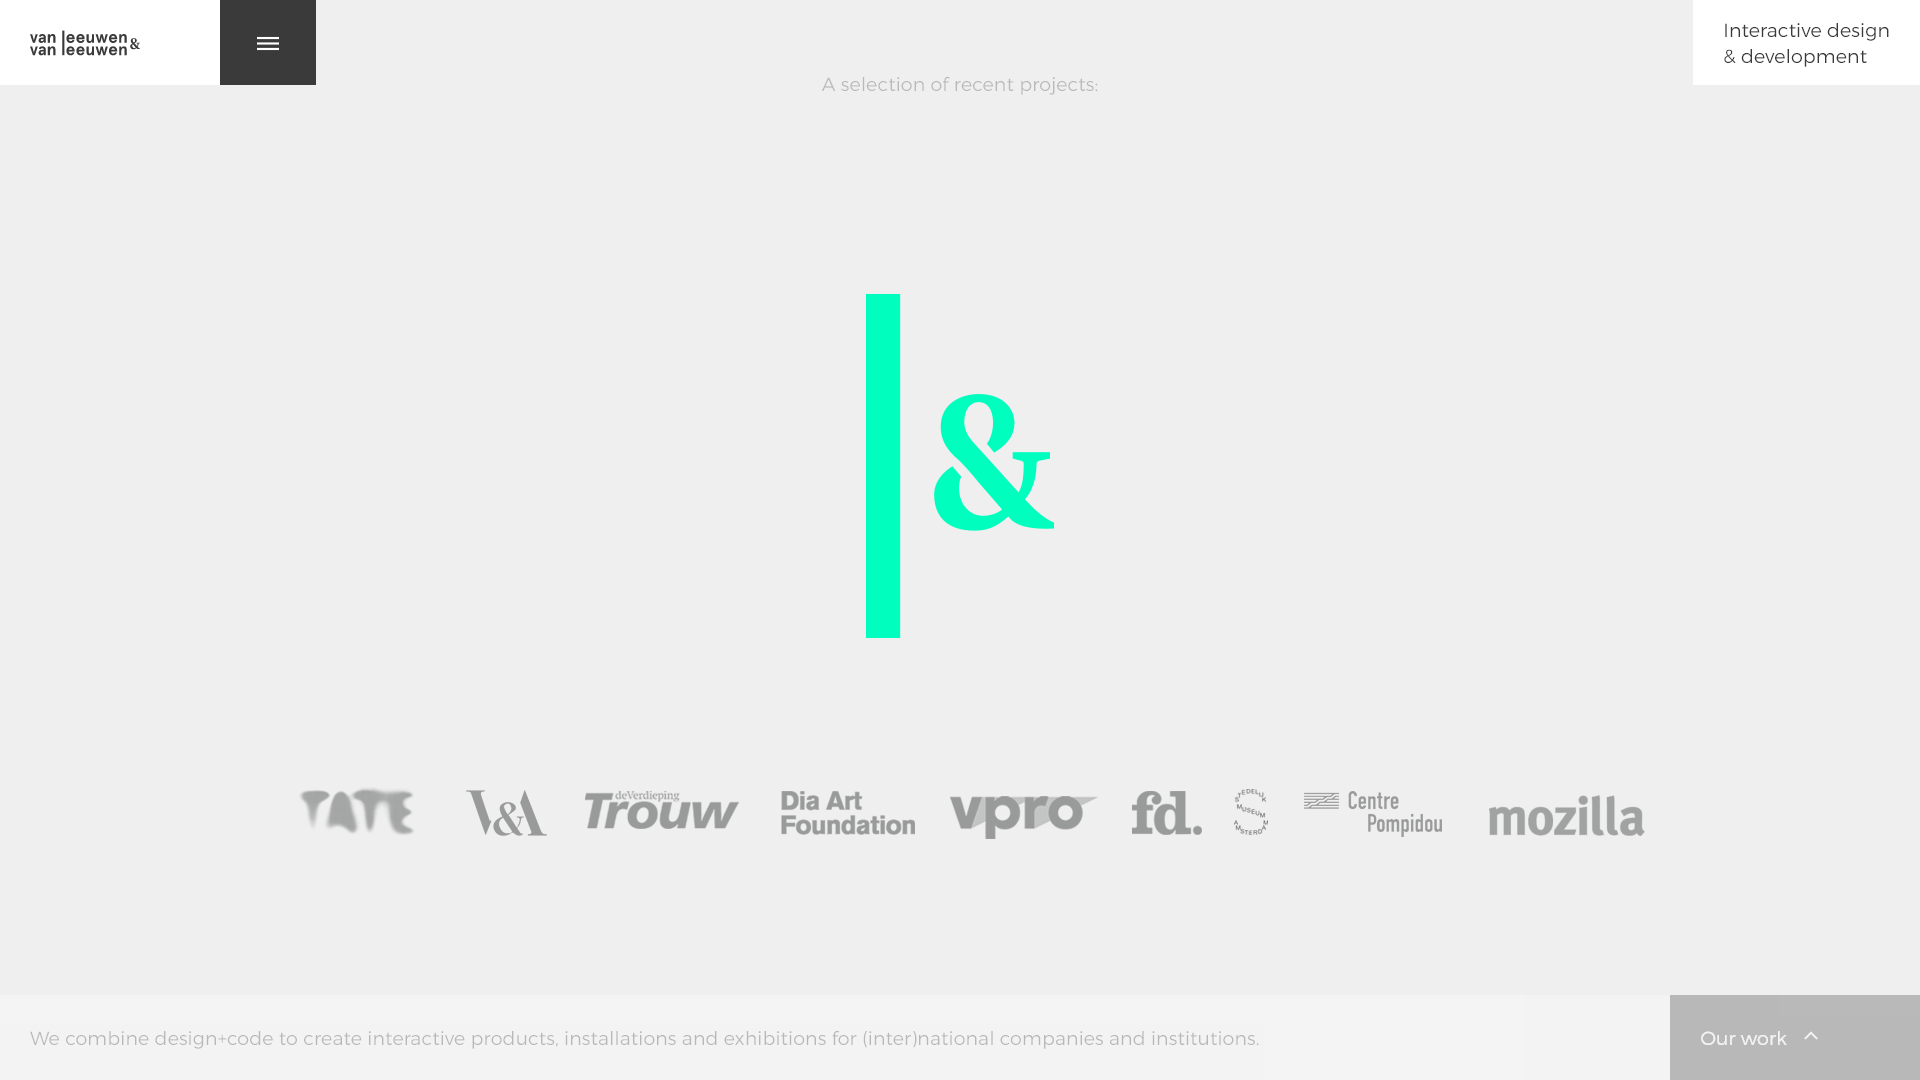 van leeuwen
van leeuwen&
Interactive design
& development
A selection of recent projects:
&
TATE
V&A
deVerdieping
Trouw
Dia Art
Foundation
vpro
fd.
STEDELIJK
MUSEUM
AMSTERDAM
Centre
Pompidou
mozilla
We combine design+code to create interactive products, installations and exhibitions for (inter)national companies and institutions.
Our work